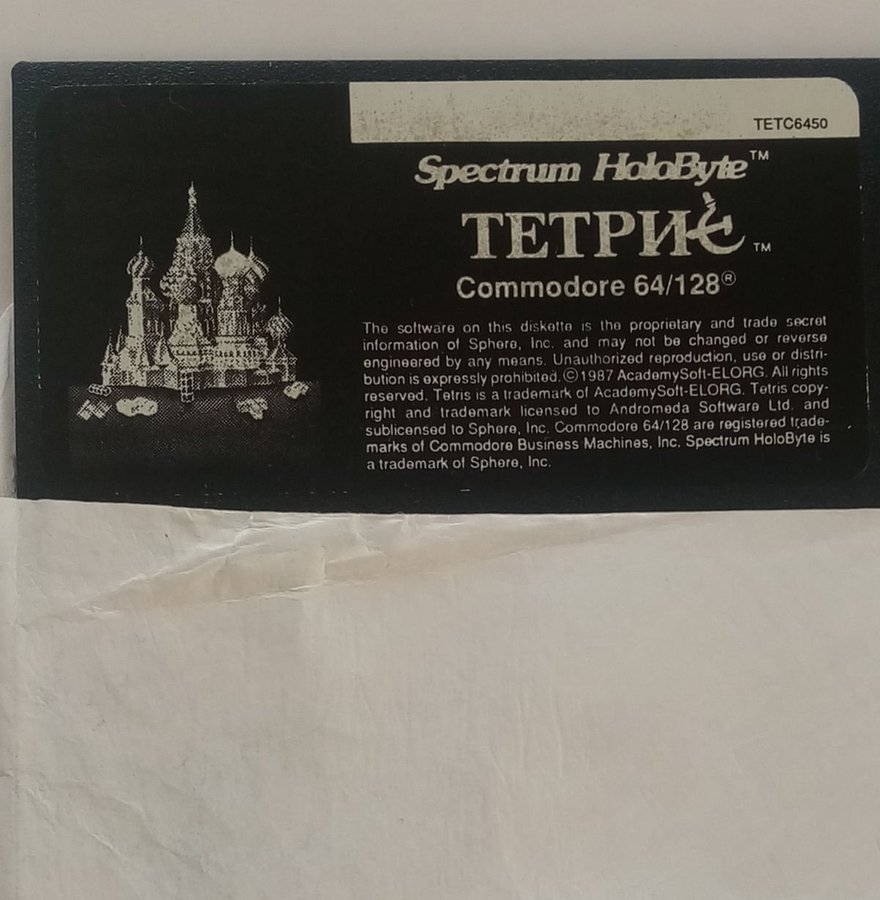 TETC6450
Spectrum HoloByte™
ТЕТРИС™
Commodore 64/128®
The software on this diskette is the proprietary and trade secret
information of Sphere, Inc. and may not be changed or reverse
engineered by any means. Unauthorized reproduction, use or distri-
bution is expressly prohibited. ©1987 AcademySoft-ELORG. All rights
reserved. Tetris is a trademark of AcademySoft-ELORG. Tetris copy-
right and trademark licensed to Andromeda Software Ltd. and
sublicensed to Sphere, Inc. Commodore 64/128 are registered trade-
marks of Commodore Business Machines, Inc. Spectrum HoloByte is
a trademark of Sphere, Inc.